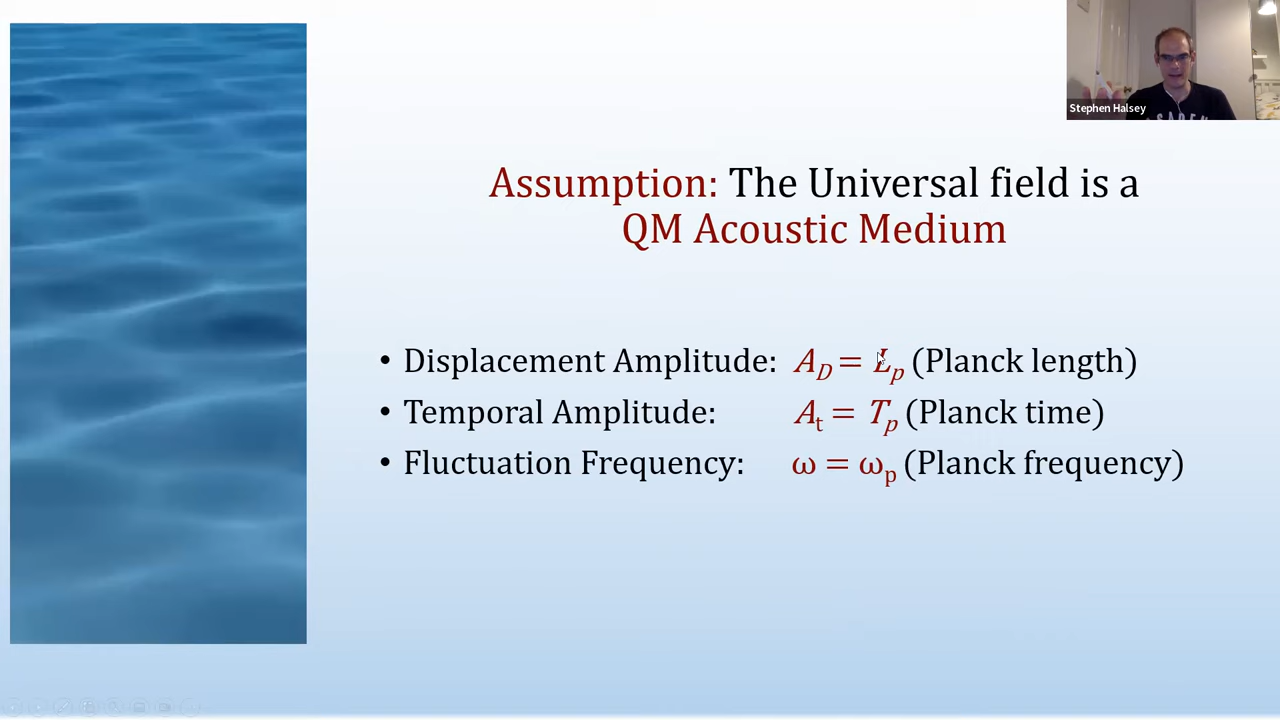 Stephen Halsey
Assumption: The Universal field is a
QM Acoustic Medium
• Displacement Amplitude: A_D = L_p (Planck length)
• Temporal Amplitude: A_t = T_p (Planck time)
• Fluctuation Frequency: ω = ω_p (Planck frequency)